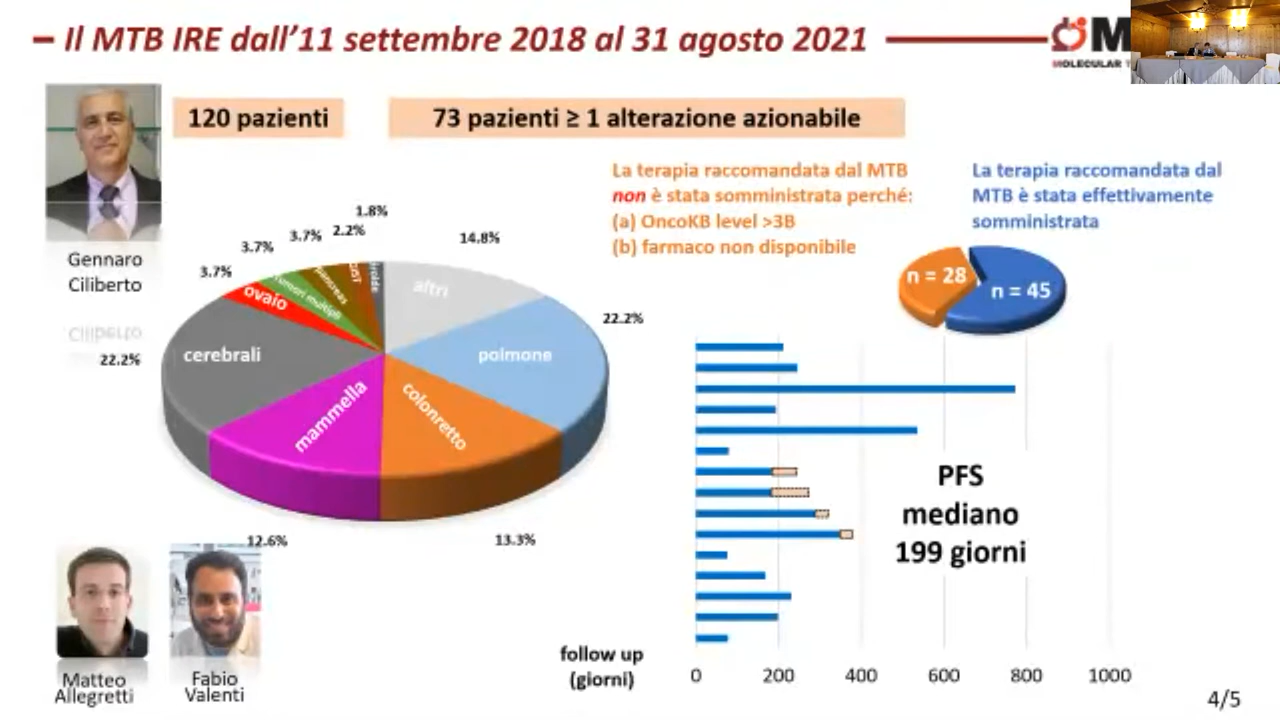 Il MTB IRE dall'11 settembre 2018 al 31 agosto 2021
MOLECULAR
120 pazienti
73 pazienti ≥ 1 alterazione azionabile
La terapia raccomandata dal MTB
non è stata somministrata perché:
(a) OncoKB level >3B
(b) farmaco non disponibile
La terapia raccomandata dal
MTB è stata effettivamente
somministrata
n = 28
n = 45
Gennaro
Ciliberto
1.8%
2.2%
3.7%
3.7%
3.7%
14.8%
22.2%
22.2%
12.6%
13.3%
altri
polmone
colonretto
mammella
cerebrali
ovaio
tumori multipli
pancreas
GIST
PFS
mediano
199 giorni
Matteo
Allegretti
Fabio
Valenti
follow up
(giorni)
0 200 400 600 800 1000
4/5